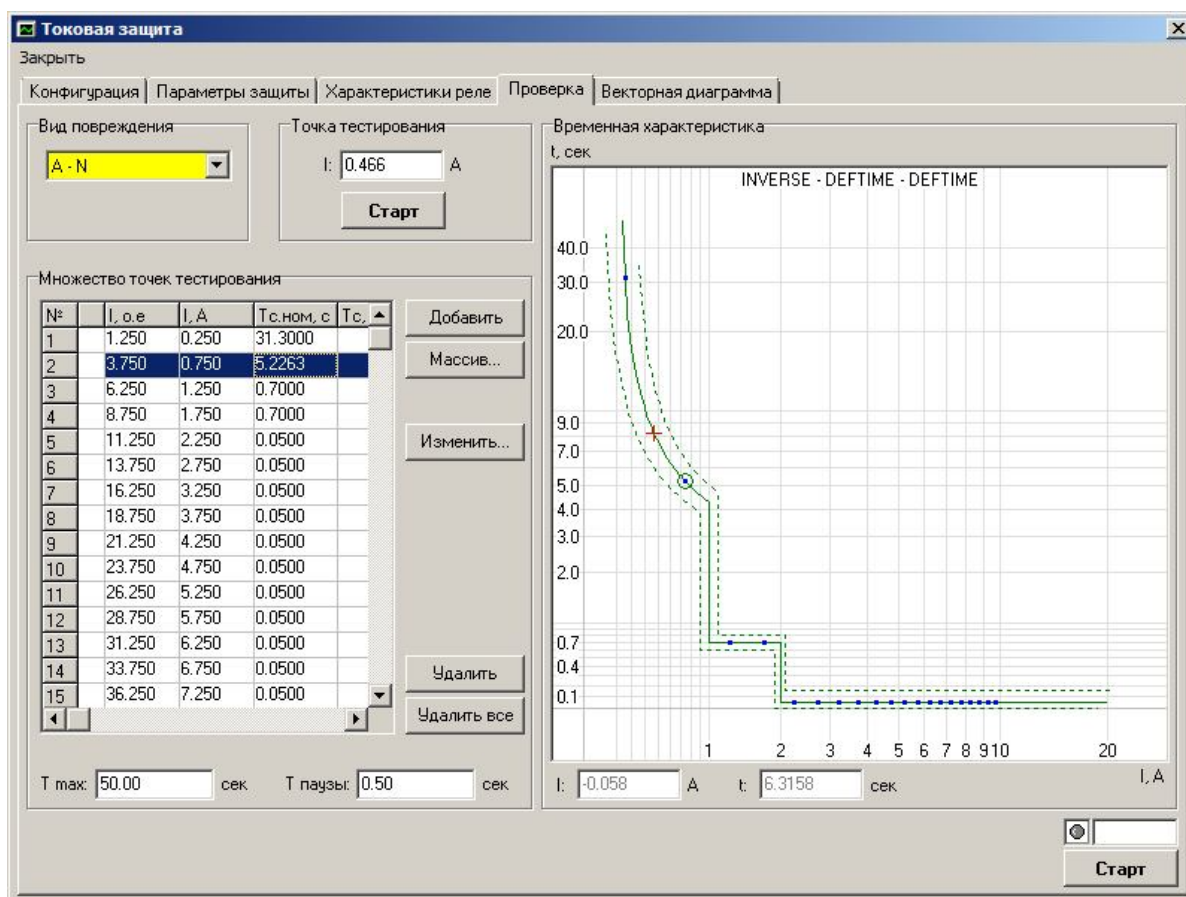 Токовая защита
Закрыть
Конфигурация Параметры защиты Характеристики реле Проверка Векторная диаграмма
Вид повреждения
A - N
Точка тестирования
I: 0.466 A
Старт
Множество точек тестирования
№ I, о.е I, А Тс.ном, с Тс,
1 1.250 0.250 31.3000
2 3.750 0.750 5.2263
3 6.250 1.250 0.7000
4 8.750 1.750 0.7000
5 11.250 2.250 0.0500
6 13.750 2.750 0.0500
7 16.250 3.250 0.0500
8 18.750 3.750 0.0500
9 21.250 4.250 0.0500
10 23.750 4.750 0.0500
11 26.250 5.250 0.0500
12 28.750 5.750 0.0500
13 31.250 6.250 0.0500
14 33.750 6.750 0.0500
15 36.250 7.250 0.0500
Добавить
Массив...
Изменить...
Удалить
Удалить все
T max: 50.00 сек T паузы: 0.50 сек
Временная характеристика
t, сек
INVERSE - DEFTIME - DEFTIME
40.0
30.0
20.0
9.0
7.0
5.0
4.0
3.0
2.0
0.7
0.4
0.1
1 2 3 4 5 6 7 8 910 20
I, A
I: -0.058 A t: 6.3158 сек
Старт